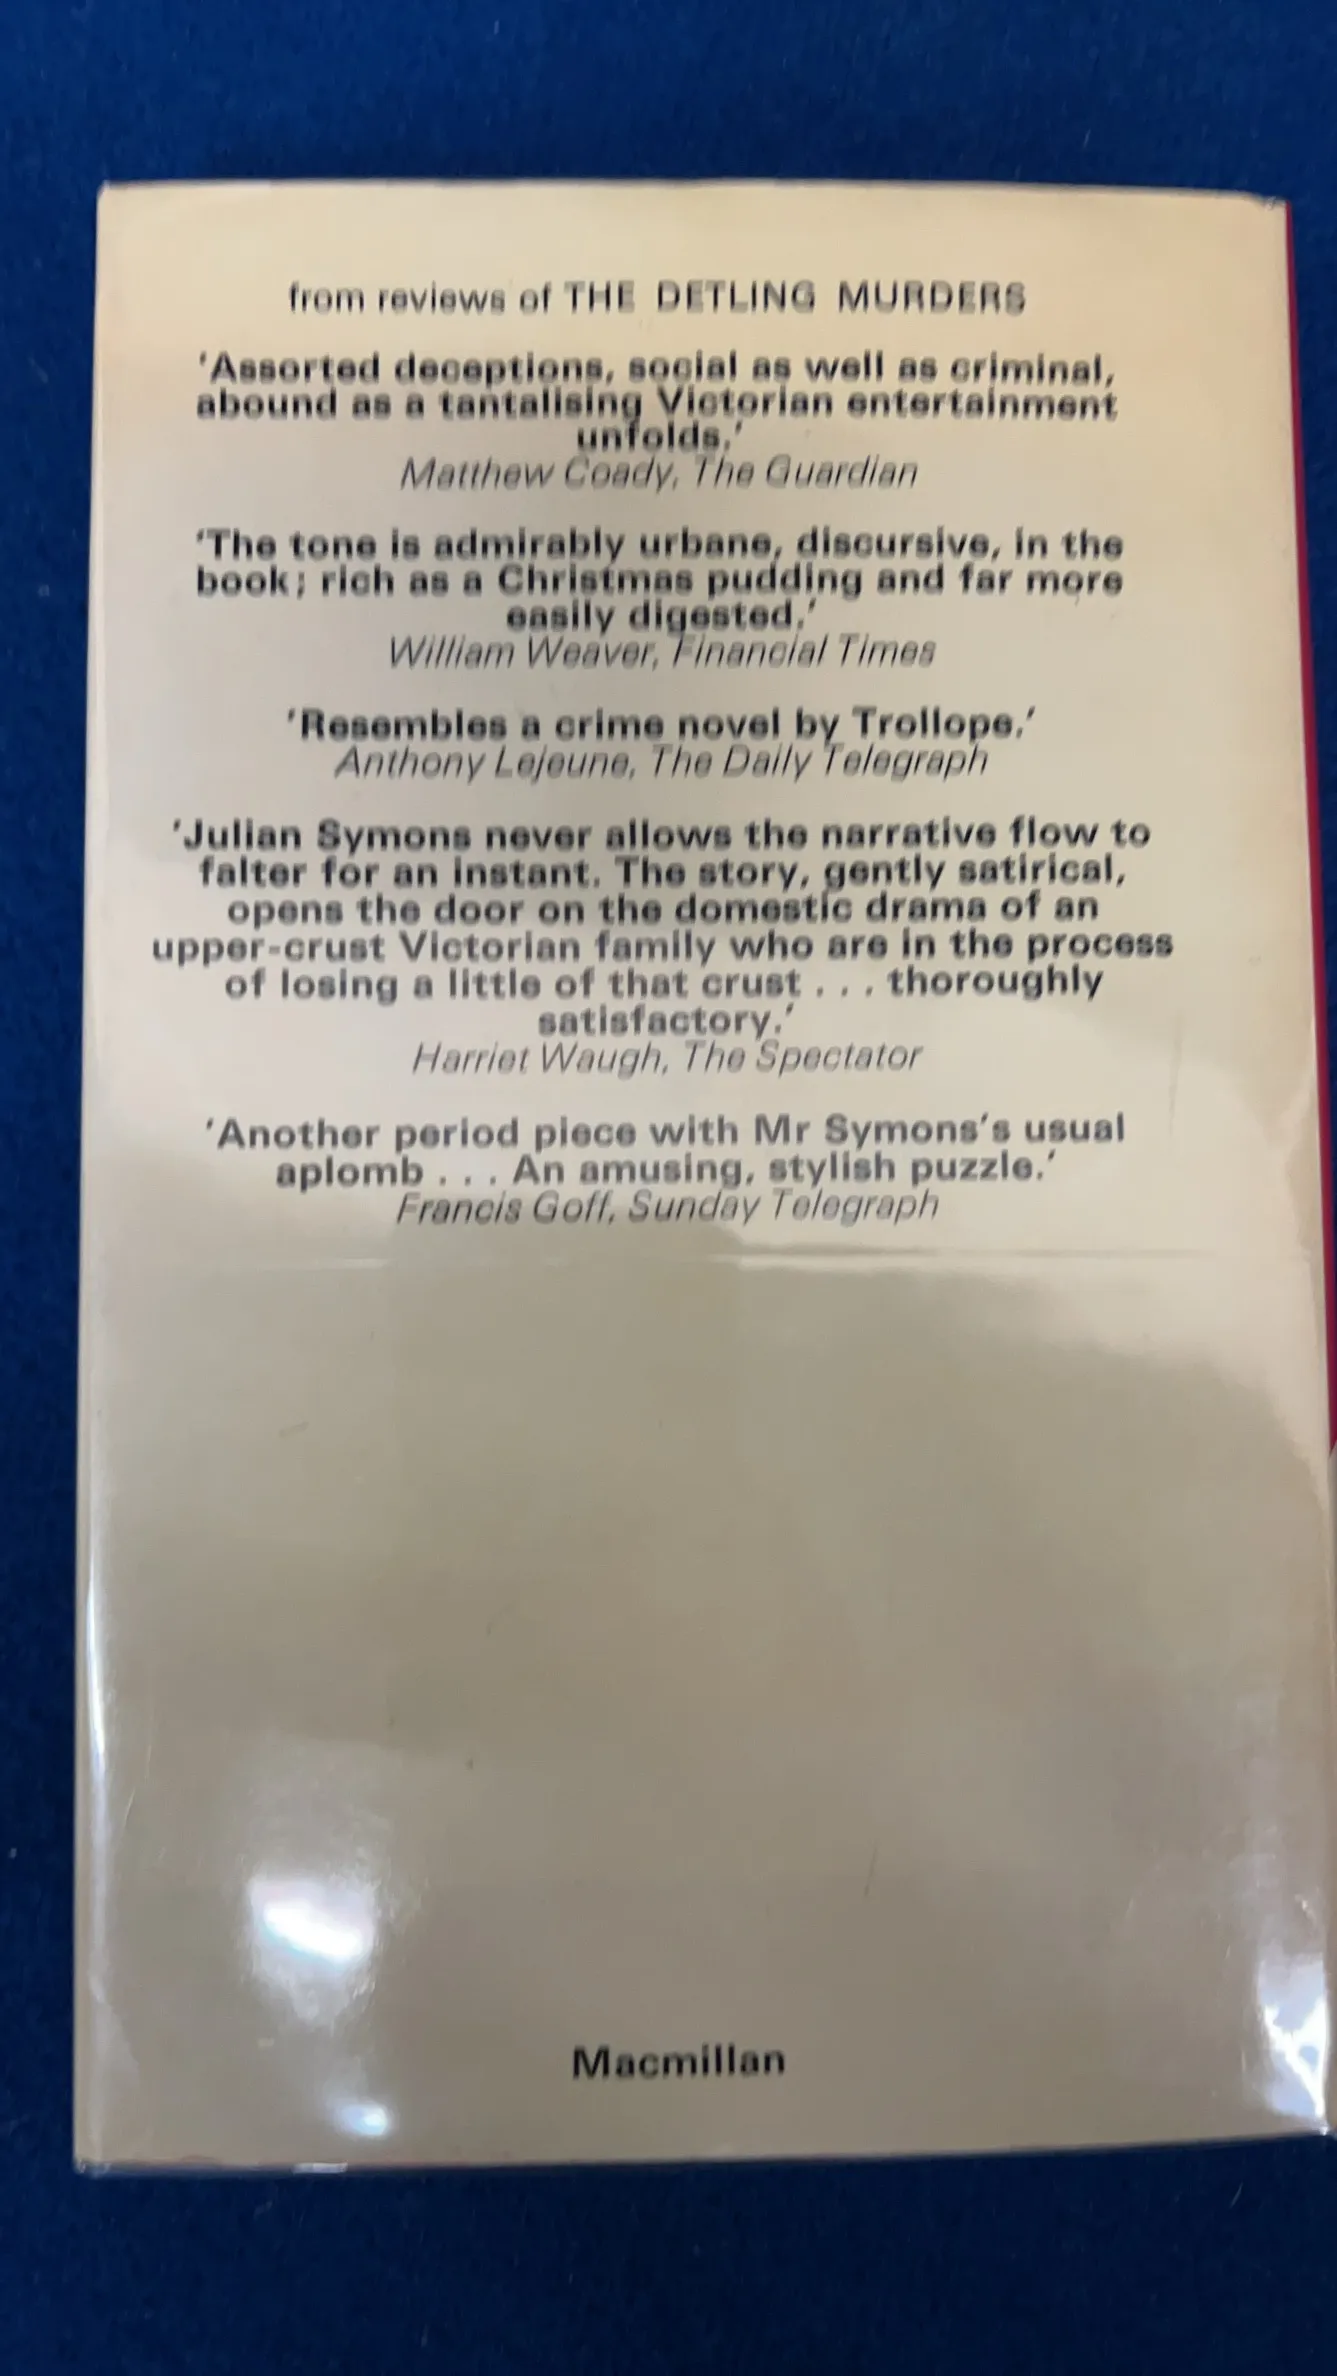 from reviews of THE DETLING MURDERS
'Assorted deceptions, social as well as criminal,
abound as a tantalising Victorian entertainment
unfolds.'
Matthew Coady, The Guardian
'The tone is admirably urbane, discursive, in the
book; rich as a Christmas pudding and far more
easily digested.'
William Weaver, Financial Times
'Resembles a crime novel by Trollope.'
Anthony Lejeune, The Daily Telegraph
'Julian Symons never allows the narrative flow to
falter for an instant. The story, gently satirical,
opens the door on the domestic drama of an
upper-crust Victorian family who are in the process
of losing a little of that crust . . . thoroughly
satisfactory.'
Harriet Waugh, The Spectator
'Another period piece with Mr Symons's usual
aplomb . . . An amusing, stylish puzzle.'
Francis Goff, Sunday Telegraph
Macmillan